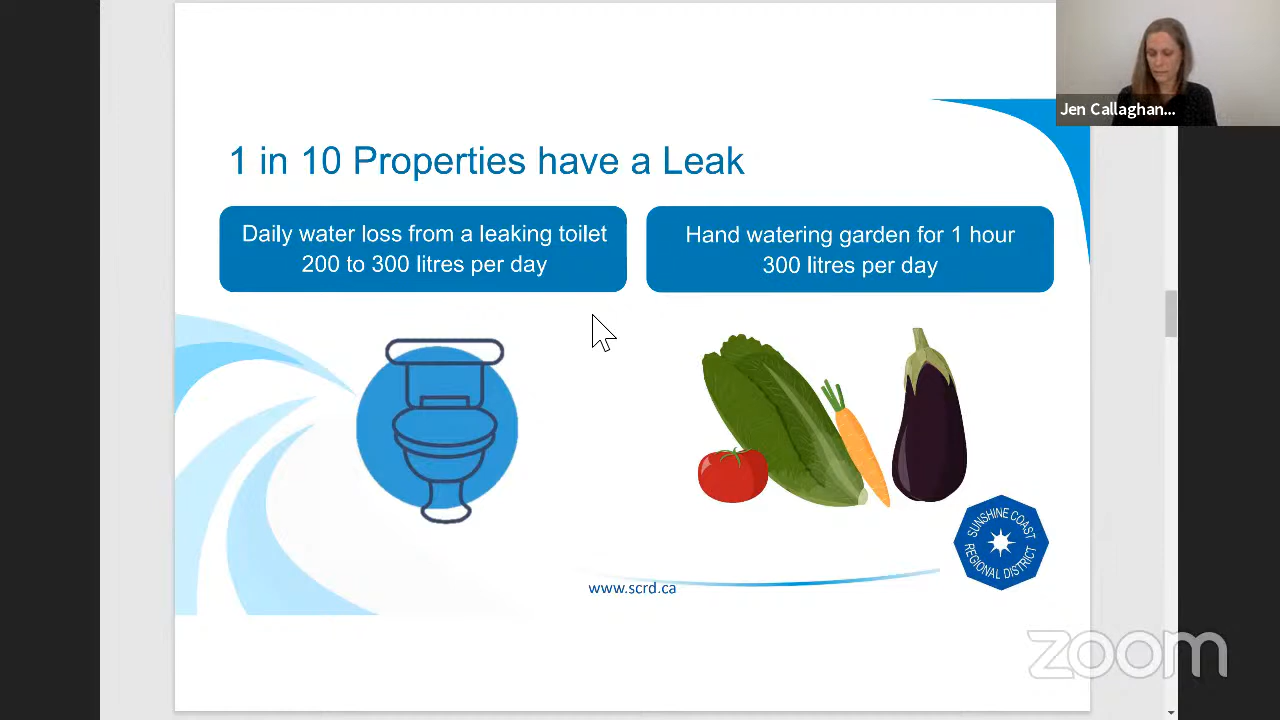 Jen Callaghan...
1 in 10 Properties have a Leak
Daily water loss from a leaking toilet
200 to 300 litres per day
Hand watering garden for 1 hour
300 litres per day
SUNSHINE COAST
REGIONAL DISTRICT
www.scrd.ca
zoom